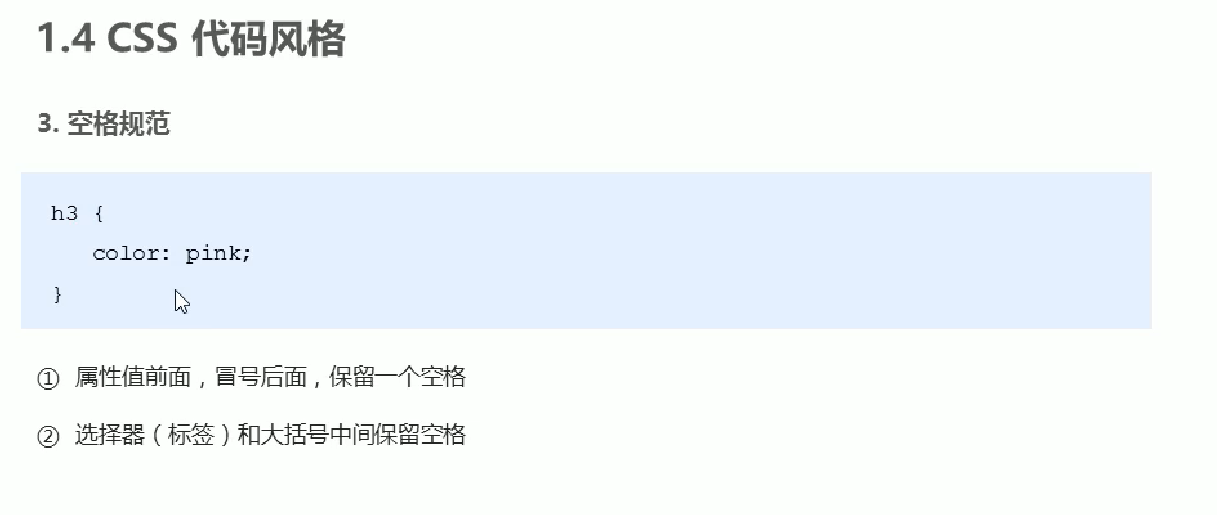 1.4 CSS 代码风格
3. 空格规范
h3 {
color: pink;
}
① 属性值前面，冒号后面，保留一个空格
② 选择器（标签）和大括号中间保留空格